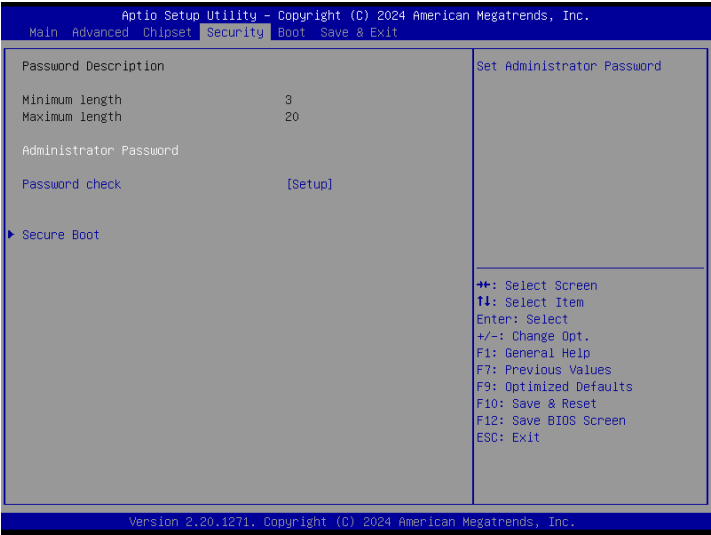 Aptio Setup Utility – Copyright (C) 2024 American Megatrends, Inc.
Main Advanced Chipset Security Boot Save & Exit
Password Description
Minimum length 3
Maximum length 20
Administrator Password
Password check [Setup]
Secure Boot
Set Administrator Password
→←: Select Screen
↑↓: Select Item
Enter: Select
+/-: Change Opt.
F1: General Help
F7: Previous Values
F9: Optimized Defaults
F10: Save & Reset
F12: Save BIOS Screen
ESC: Exit
Version 2.20.1271. Copyright (C) 2024 American Megatrends, Inc.